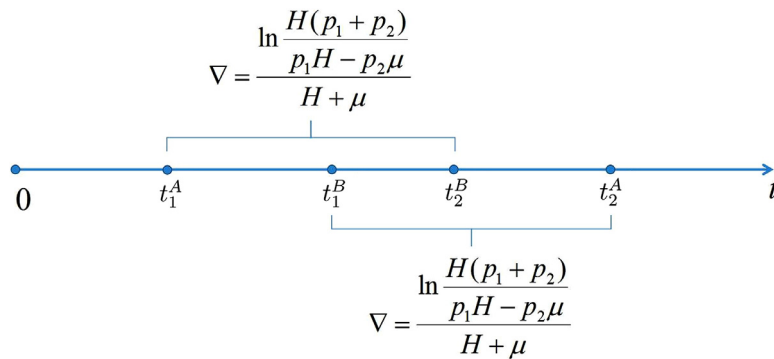 ∇ = ln H(p₁ + p₂) / p₁H − p₂μ / H + μ
0 t₁ᴬ t₁ᴮ t₂ᴮ t₂ᴬ t
∇ = ln H(p₁ + p₂) / p₁H − p₂μ / H + μ